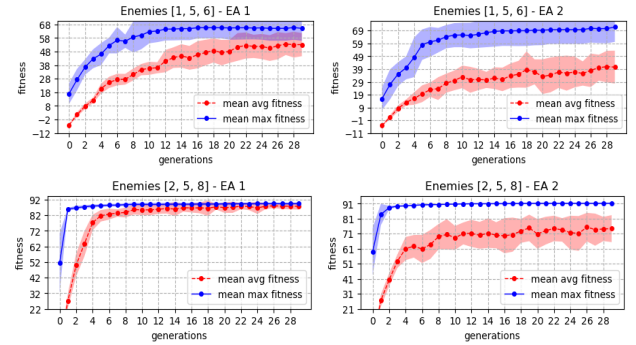 Enemies [1, 5, 6] - EA 1
68
58
48
38
28
18
8
−2
−12
fitness
mean avg fitness
mean max fitness
0 2 4 6 8 10 12 14 16 18 20 22 24 26 28
generations
Enemies [1, 5, 6] - EA 2
69
59
49
39
29
19
9
−1
−11
fitness
mean avg fitness
mean max fitness
0 2 4 6 8 10 12 14 16 18 20 22 24 26 28
generations
Enemies [2, 5, 8] - EA 1
92
82
72
62
52
42
32
22
fitness
mean avg fitness
mean max fitness
0 2 4 6 8 10 12 14 16 18 20 22 24 26 28
generations
Enemies [2, 5, 8] - EA 2
91
81
71
61
51
41
31
21
fitness
mean avg fitness
mean max fitness
0 2 4 6 8 10 12 14 16 18 20 22 24 26 28
generations